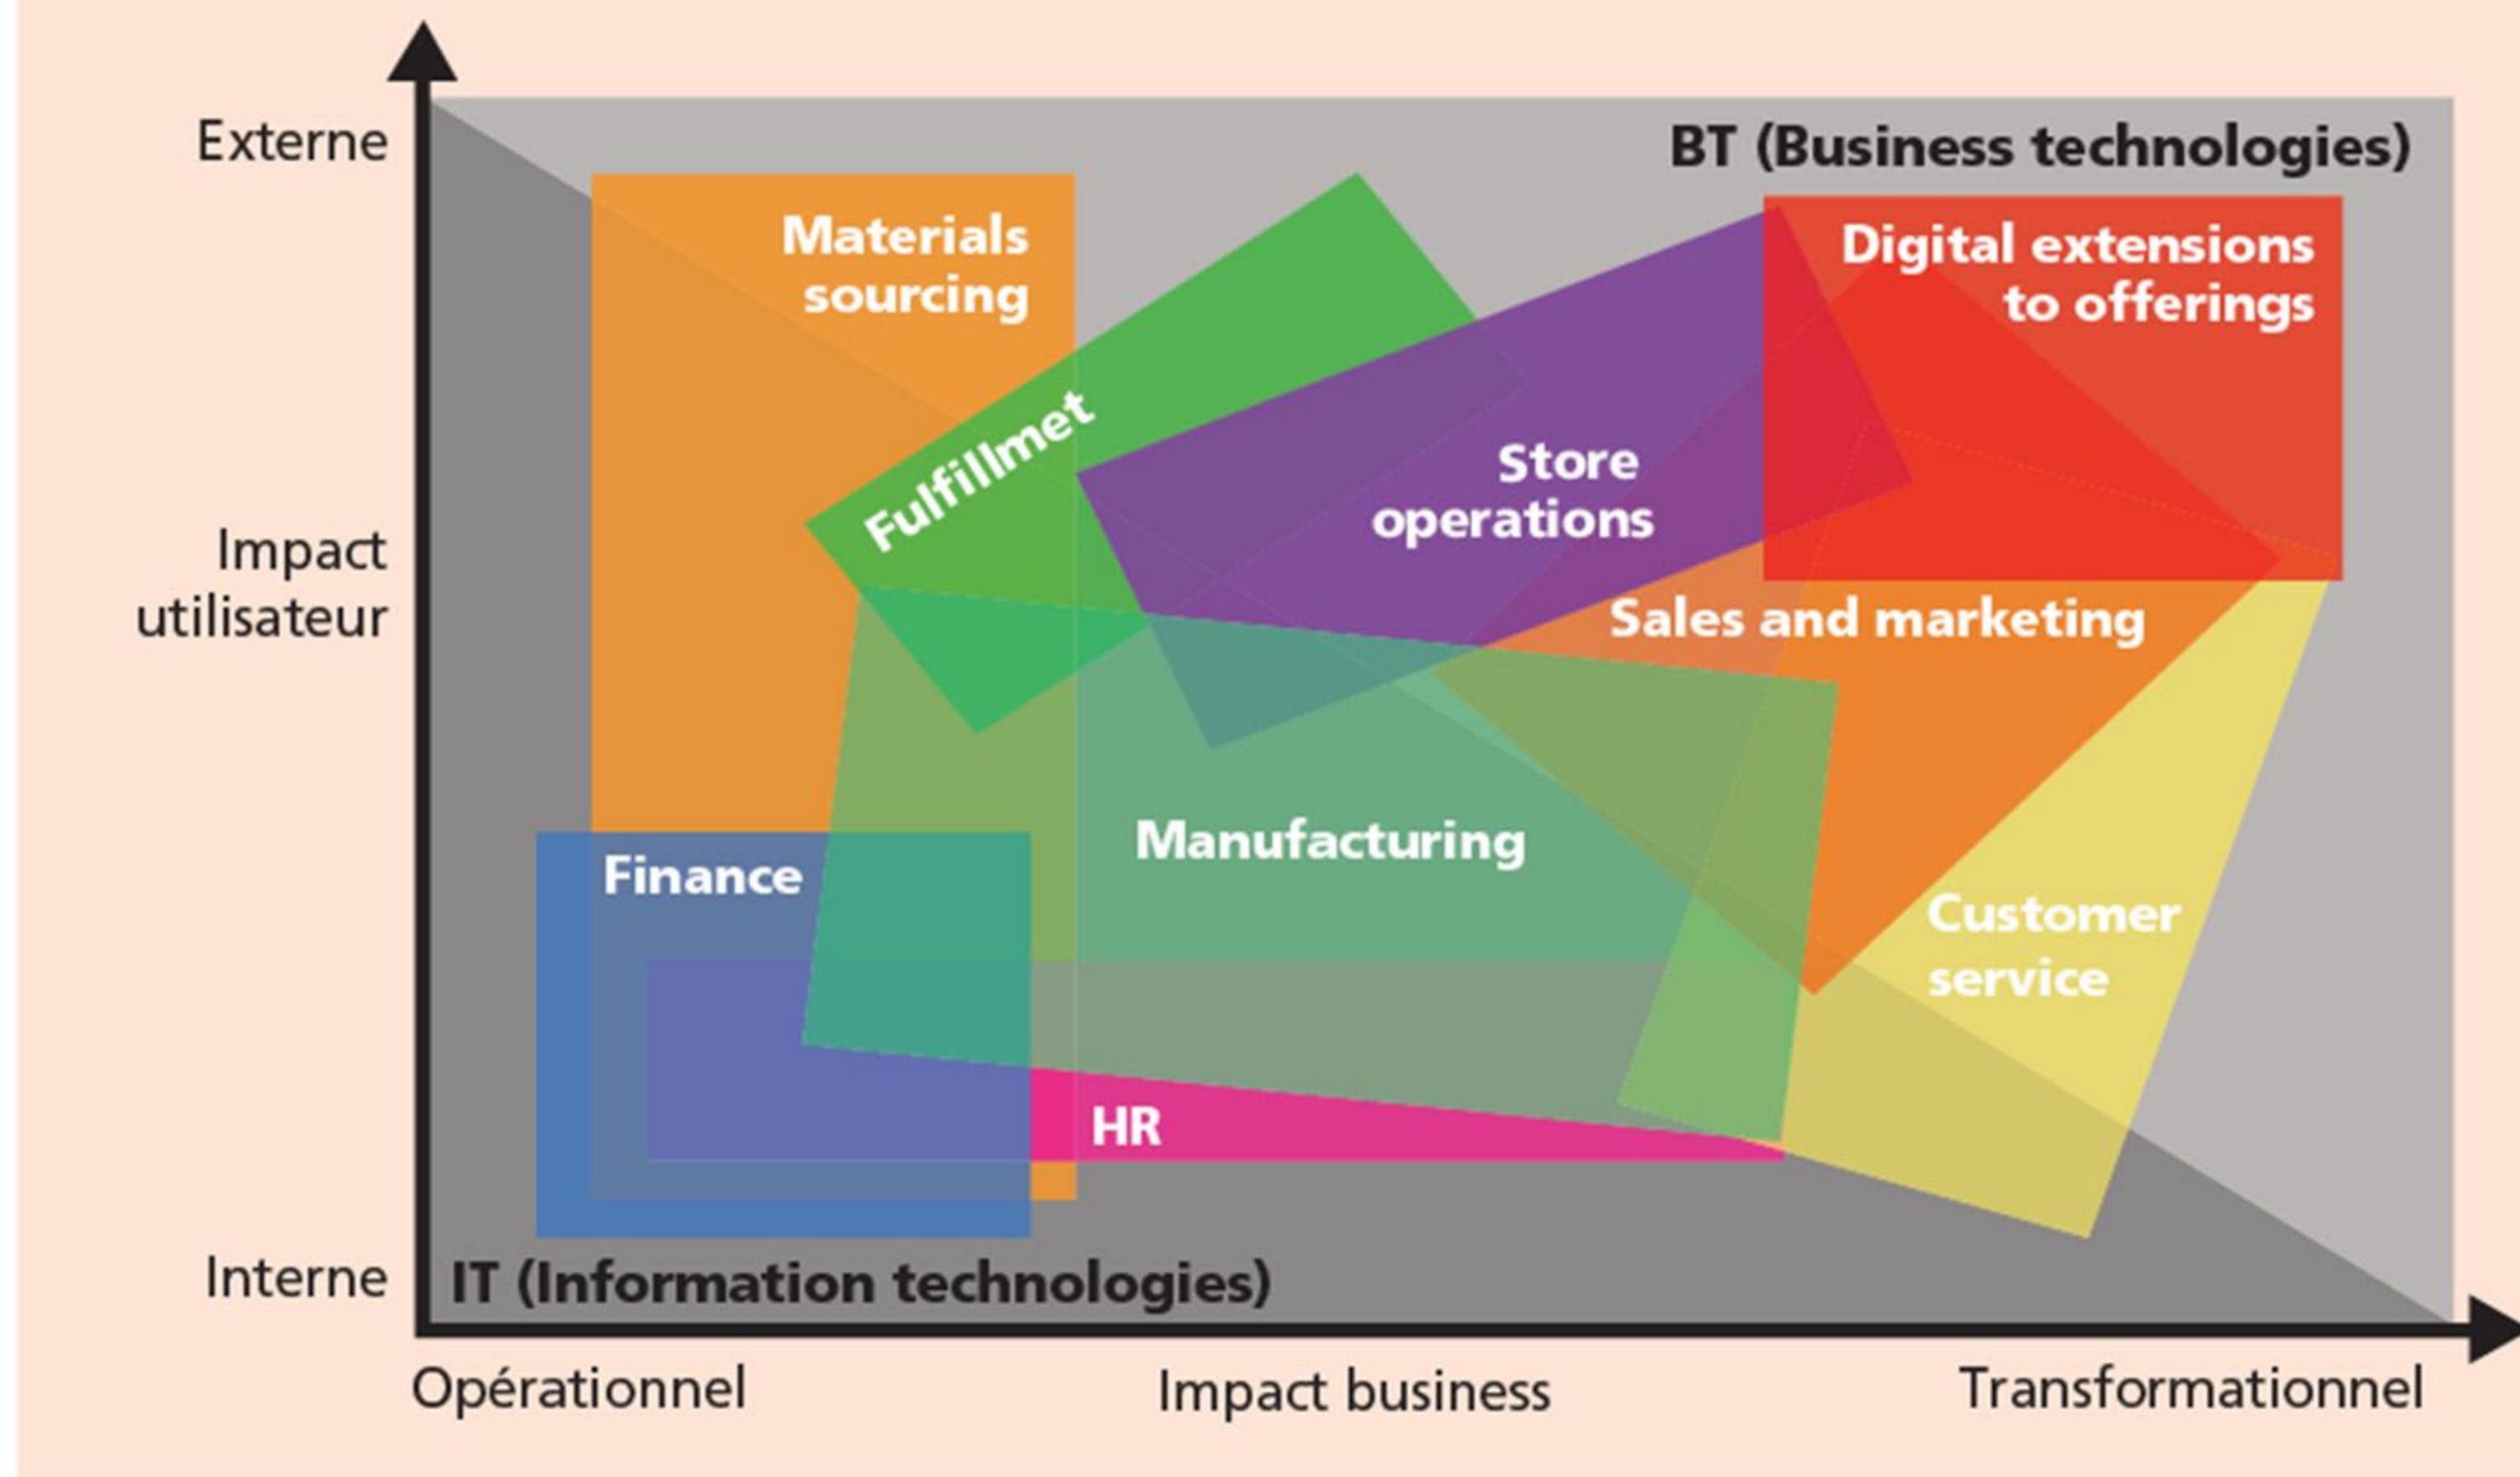 Externe
BT (Business technologies)
Materials
sourcing
Digital extensions
to offerings
Fulfillmet
Store
operations
Impact
utilisateur
Sales and marketing
Manufacturing
Finance
Customer
service
HR
Interne
IT (Information technologies)
Opérationnel
Impact business
Transformationnel